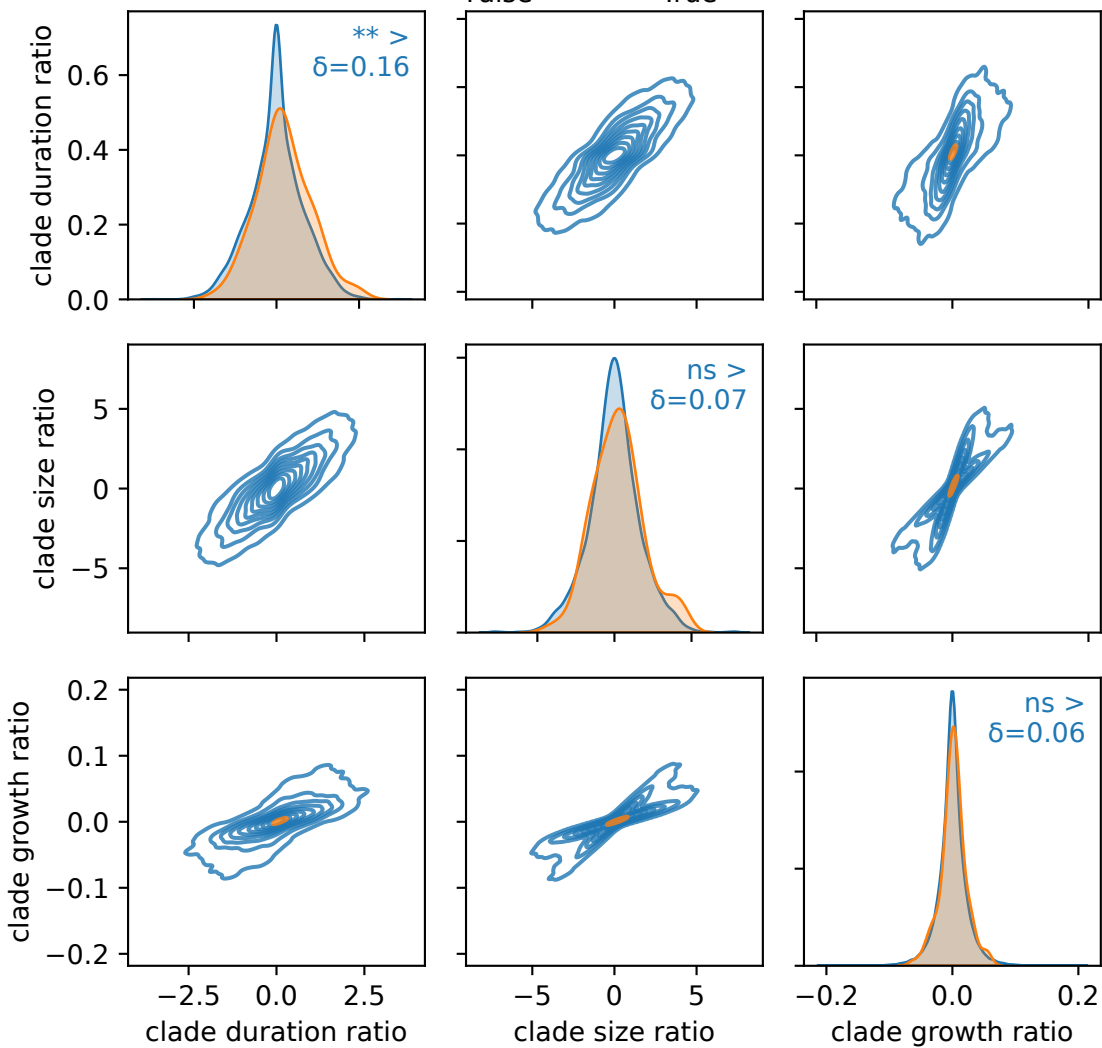 False True
clade duration ratio
** >
δ=0.16
0.6
0.4
0.2
0.0
clade size ratio
ns >
δ=0.07
5
0
−5
clade growth ratio
ns >
δ=0.06
0.2
0.1
0.0
−0.1
−0.2
−2.5 0.0 2.5 −5 0 5 −0.2 0.0 0.2
clade duration ratio clade size ratio clade growth ratio